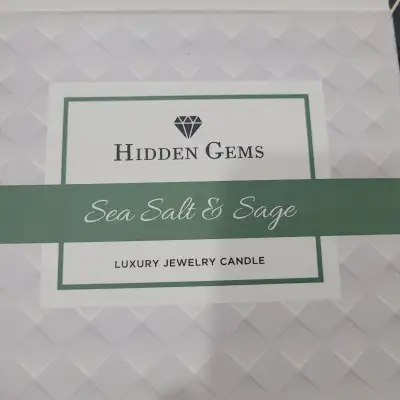 HIDDEN GEMS
Sea Salt & Sage
LUXURY JEWELRY CANDLE